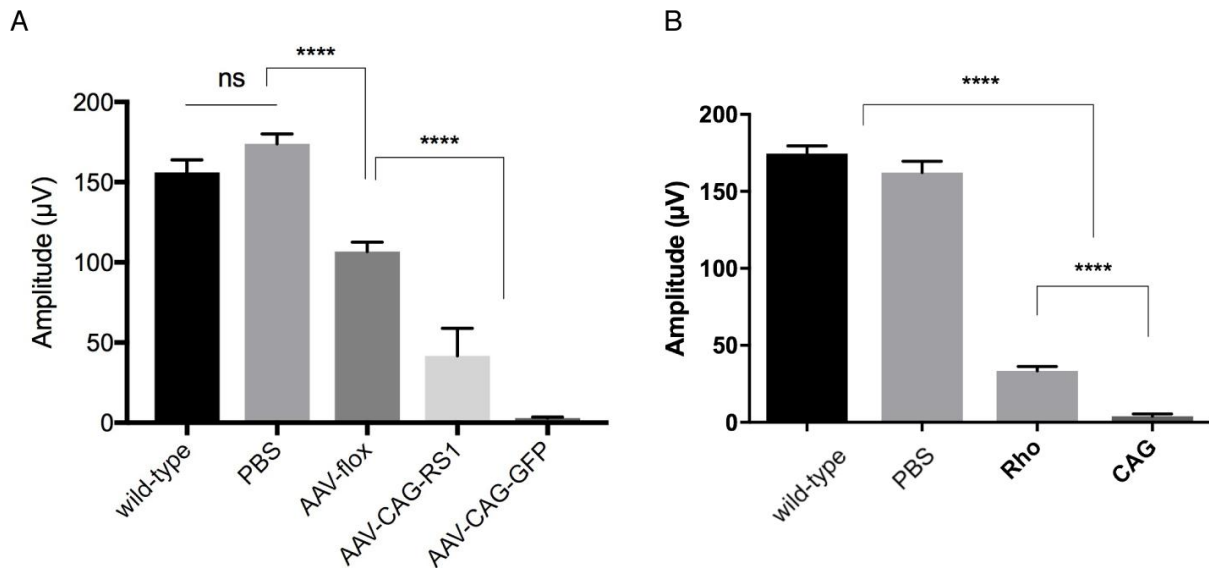 A
****
ns
****
200
150
100
50
0
Amplitude (µV)
wild-type
PBS
AAV-flox
AAV-CAG-RS1
AAV-CAG-GFP
B
****
****
200
150
100
50
0
Amplitude (µV)
wild-type
PBS
Rho
CAG